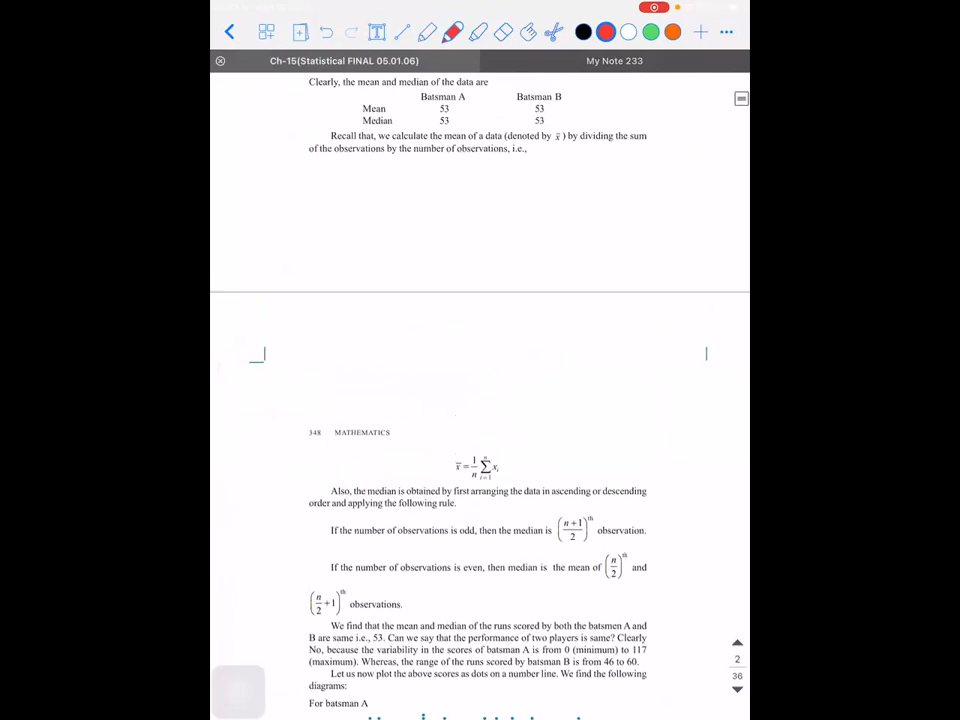 Ch-15(Statistical FINAL 05.01.06)
My Note 233
Clearly, the mean and median of the data are
Batsman A Batsman B
Mean 53 53
Median 53 53
Recall that, we calculate the mean of a data (denoted by x̄ ) by dividing the sum
of the observations by the number of observations, i.e.,
348 MATHEMATICS
x̄ = 1/n ∑ i=1 n xi
Also, the median is obtained by first arranging the data in ascending or descending
order and applying the following rule.
If the number of observations is odd, then the median is ((n+1)/2)th observation.
If the number of observations is even, then median is the mean of (n/2)th and
(n/2+1)th observations.
We find that the mean and median of the runs scored by both the batsmen A and
B are same i.e., 53. Can we say that the performance of two players is same? Clearly
No, because the variability in the scores of batsman A is from 0 (minimum) to 117
(maximum). Whereas, the range of the runs scored by batsman B is from 46 to 60.
Let us now plot the above scores as dots on a number line. We find the following
diagrams:
For batsman A
2
36